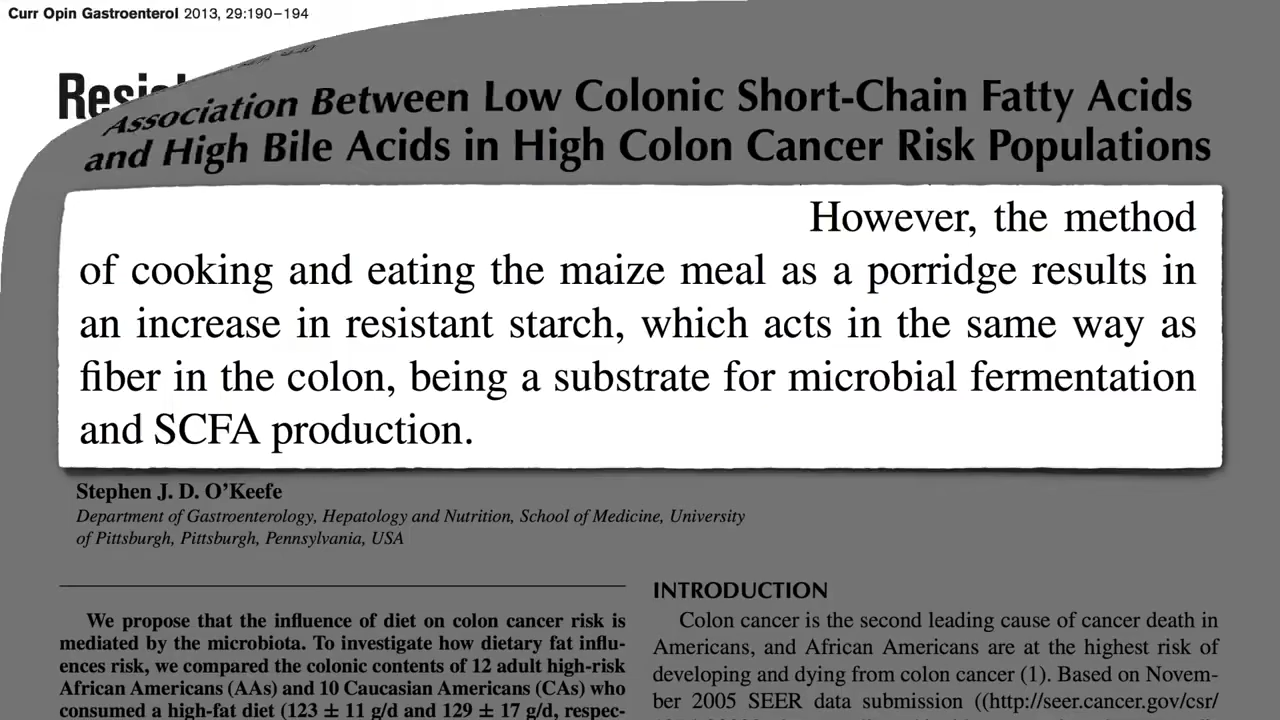 Curr Opin Gastroenterol 2013, 29:190–194
Association Between Low Colonic Short-Chain Fatty Acids
and High Bile Acids in High Colon Cancer Risk Populations
However, the method
of cooking and eating the maize meal as a porridge results in
an increase in resistant starch, which acts in the same way as
fiber in the colon, being a substrate for microbial fermentation
and SCFA production.
Stephen J. D. O’Keefe
Department of Gastroenterology, Hepatology and Nutrition, School of Medicine, University
of Pittsburgh, Pittsburgh, Pennsylvania, USA
We propose that the influence of diet on colon cancer risk is
mediated by the microbiota. To investigate how dietary fat influ-
ences risk, we compared the colonic contents of 12 adult high-risk
African Americans (AAs) and 10 Caucasian Americans (CAs) who
consumed a high-fat diet (123 ± 11 g/d and 129 ± 17 g/d, respec-
INTRODUCTION
Colon cancer is the second leading cause of cancer death in
Americans, and African Americans are at the highest risk of
developing and dying from colon cancer (1). Based on Novem-
ber 2005 SEER data submission ((http://seer.cancer.gov/csr/